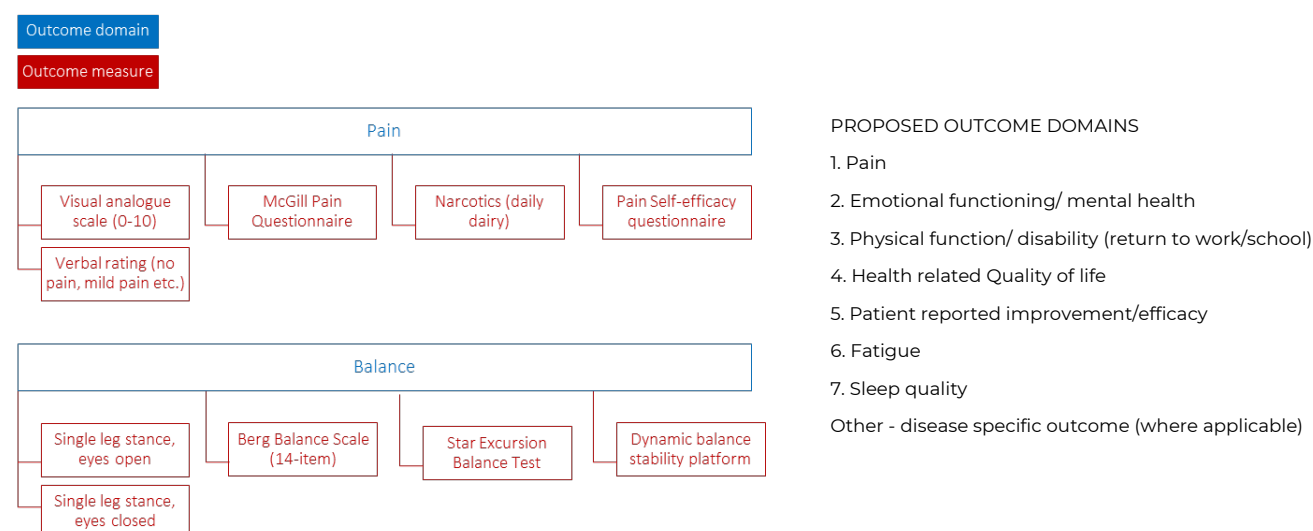 Outcome domain
Outcome measure
Pain
Visual analogue
scale (0-10)
McGill Pain
Questionnaire
Narcotics (daily
dairy)
Pain Self-efficacy
questionnaire
Verbal rating (no
pain, mild pain etc.)
Balance
Single leg stance,
eyes open
Berg Balance Scale
(14-item)
Star Excursion
Balance Test
Dynamic balance
stability platform
Single leg stance,
eyes closed
PROPOSED OUTCOME DOMAINS
1. Pain
2. Emotional functioning/ mental health
3. Physical function/ disability (return to work/school)
4. Health related Quality of life
5. Patient reported improvement/efficacy
6. Fatigue
7. Sleep quality
Other - disease specific outcome (where applicable)